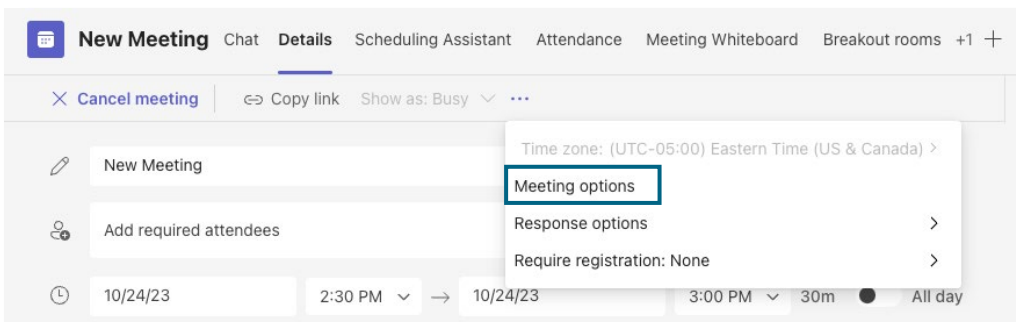 New Meeting Chat Details Scheduling Assistant Attendance Meeting Whiteboard Breakout rooms +1
Cancel meeting Copy link Show as: Busy
Time zone: (UTC-05:00) Eastern Time (US & Canada)
New Meeting
Meeting options
Add required attendees
Response options
Require registration: None
10/24/23 2:30 PM → 10/24/23 3:00 PM 30m All day